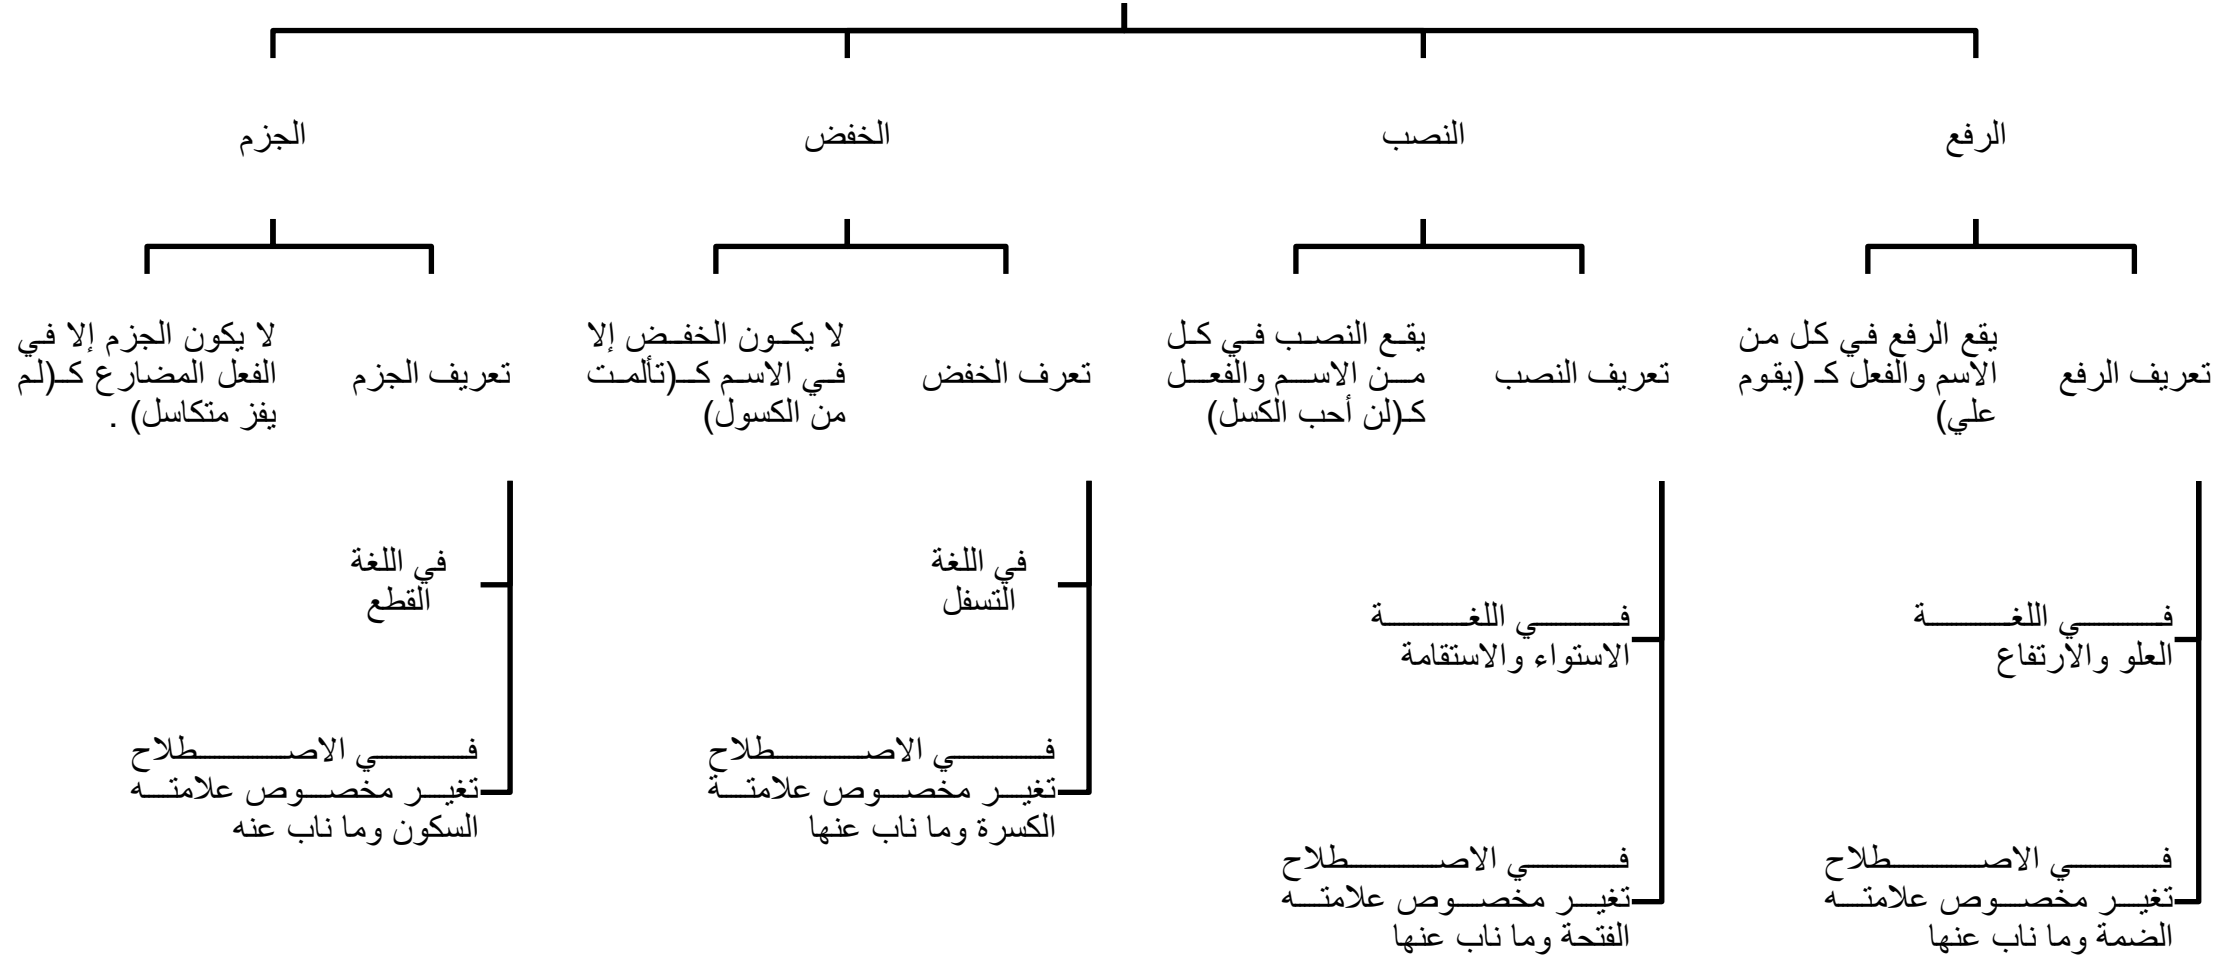 الرفع
النصب
الخفض
الجزم
تعريف الرفع
يقع الرفع في كل من
الاسم والفعل كـ (يقوم
علي)
تعريف النصب
يقع النصب في كل
من الاسم والفعل
كـ(لن أحب الكسل)
تعرف الخفض
لا يكون الخفض إلا
في الاسم كـ(تألمت
من الكسول)
تعريف الجزم
لا يكون الجزم إلا في
الفعل المضارع كـ(لم
يفز متكاسل) .
في اللغة
العلو والارتفاع
في الاصطلاح
تغير مخصوص علامته
الضمة وما ناب عنها
في اللغة
الاستواء والاستقامة
في الاصطلاح
تغير مخصوص علامته
الفتحة وما ناب عنها
في اللغة
التسفل
في الاصطلاح
تغير مخصوص علامتة
الكسرة وما ناب عنها
في اللغة
القطع
في الاصطلاح
تغير مخصوص علامته
السكون وما ناب عنه